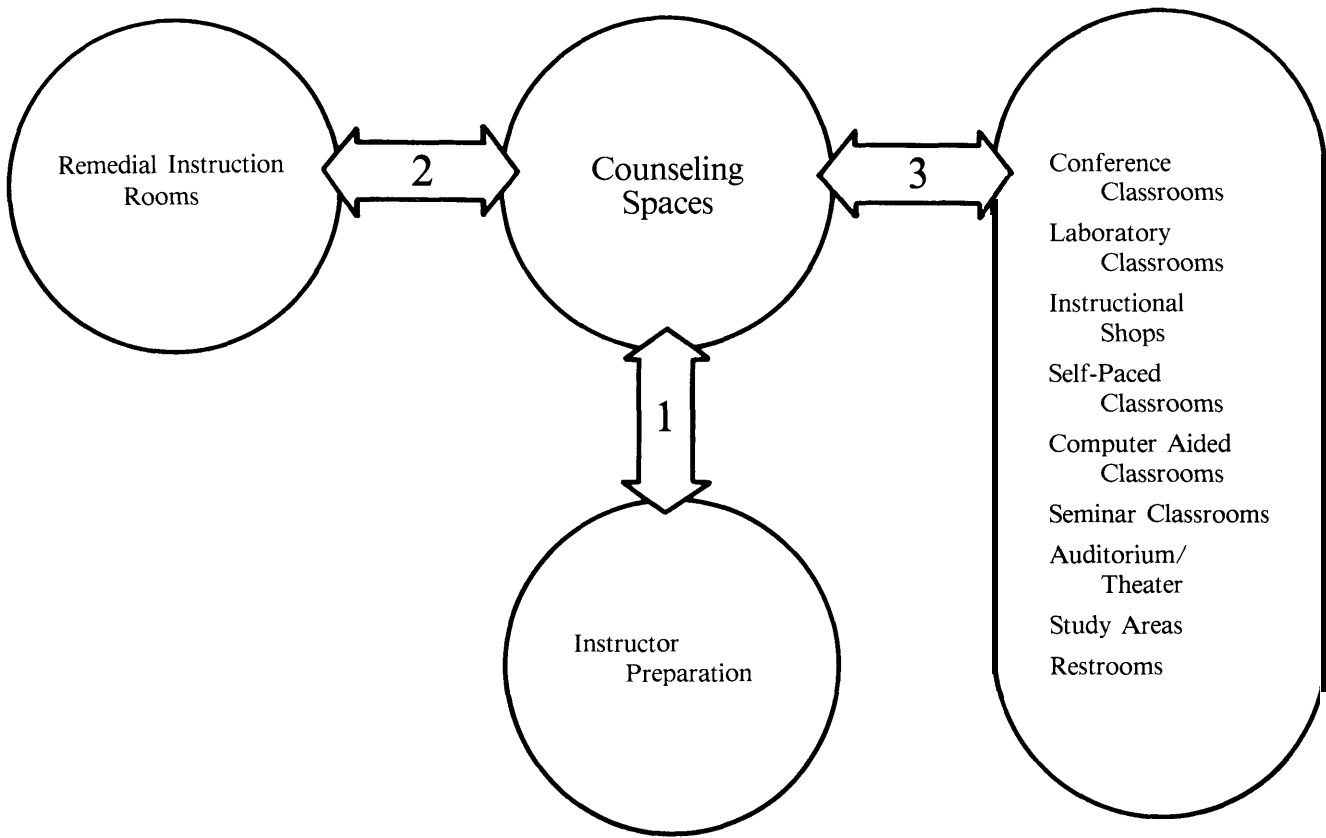 Remedial Instruction
Rooms
2
Counseling
Spaces
3
Conference
Classrooms
Laboratory
Classrooms
Instructional
Shops
Self-Paced
Classrooms
Computer Aided
Classrooms
Seminar Classrooms
Auditorium/
Theater
Study Areas
Restrooms
1
Instructor
Preparation